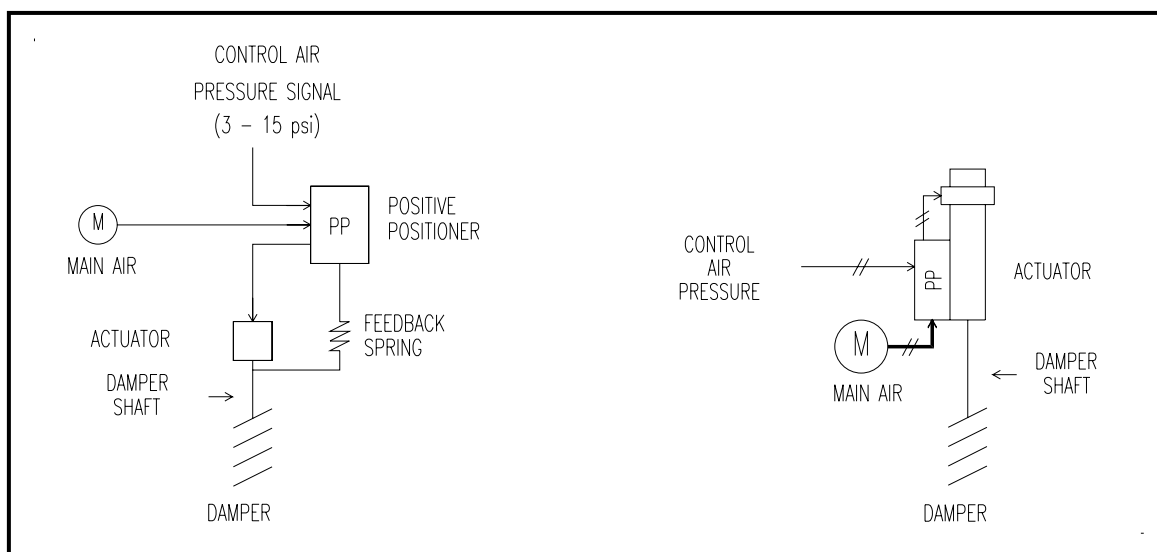 CONTROL AIR
PRESSURE SIGNAL
(3 – 15 psi)
M
MAIN AIR
PP
POSITIVE
POSITIONER
ACTUATOR
FEEDBACK
SPRING
DAMPER
SHAFT
DAMPER
CONTROL
AIR
PRESSURE
PP
ACTUATOR
M
MAIN AIR
DAMPER
SHAFT
DAMPER